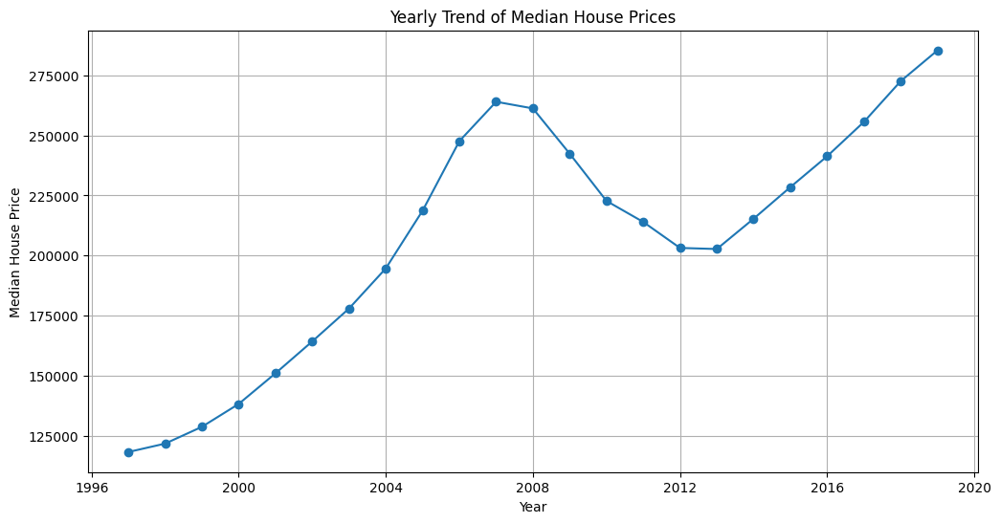 Yearly Trend of Median House Prices
Median House Price
275000
250000
225000
200000
175000
150000
125000
1996 2000 2004 2008 2012 2016 2020
Year